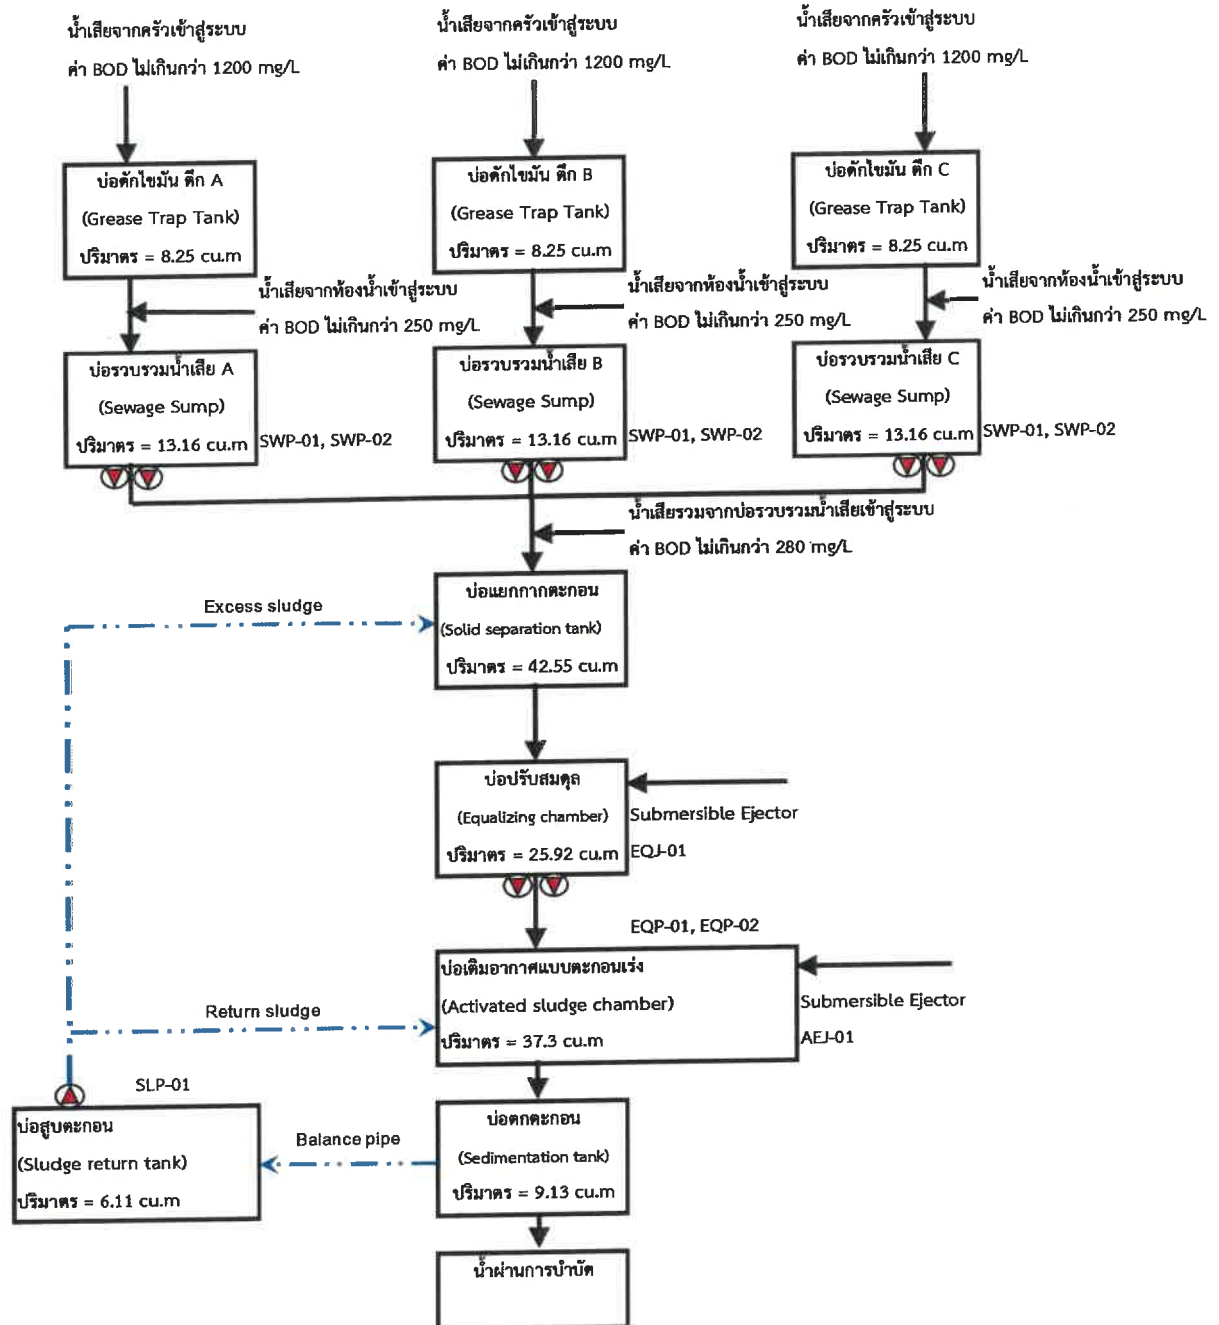 น้ำเสียจากครัวเข้าสู่ระบบ
ค่า BOD ไม่เกินกว่า 1200 mg/L
น้ำเสียจากครัวเข้าสู่ระบบ
ค่า BOD ไม่เกินกว่า 1200 mg/L
น้ำเสียจากครัวเข้าสู่ระบบ
ค่า BOD ไม่เกินกว่า 1200 mg/L
บ่อดักไขมัน ตึก A
(Grease Trap Tank)
ปริมาตร = 8.25 cu.m
บ่อดักไขมัน ตึก B
(Grease Trap Tank)
ปริมาตร = 8.25 cu.m
บ่อดักไขมัน ตึก C
(Grease Trap Tank)
ปริมาตร = 8.25 cu.m
น้ำเสียจากห้องน้ำเข้าสู่ระบบ
ค่า BOD ไม่เกินกว่า 250 mg/L
น้ำเสียจากห้องน้ำเข้าสู่ระบบ
ค่า BOD ไม่เกินกว่า 250 mg/L
น้ำเสียจากห้องน้ำเข้าสู่ระบบ
ค่า BOD ไม่เกินกว่า 250 mg/L
บ่อรวบรวมน้ำเสีย A
(Sewage Sump)
ปริมาตร = 13.16 cu.m
SWP-01, SWP-02
บ่อรวบรวมน้ำเสีย B
(Sewage Sump)
ปริมาตร = 13.16 cu.m
SWP-01, SWP-02
บ่อรวบรวมน้ำเสีย C
(Sewage Sump)
ปริมาตร = 13.16 cu.m
SWP-01, SWP-02
น้ำเสียรวมจากบ่อรวบรวมน้ำเสียเข้าสู่ระบบ
ค่า BOD ไม่เกินกว่า 280 mg/L
บ่อแยกกากตะกอน
(Solid separation tank)
ปริมาตร = 42.55 cu.m
Excess sludge
บ่อปรับสมดุล
(Equalizing chamber)
ปริมาตร = 25.92 cu.m
Submersible Ejector
EQJ-01
EQP-01, EQP-02
บ่อเติมอากาศแบบตะกอนเร่ง
(Activated sludge chamber)
ปริมาตร = 37.3 cu.m
Submersible Ejector
AEJ-01
Return sludge
SLP-01
บ่อสูบตะกอน
(Sludge return tank)
ปริมาตร = 6.11 cu.m
Balance pipe
บ่อตกตะกอน
(Sedimentation tank)
ปริมาตร = 9.13 cu.m
น้ำผ่านการบำบัด